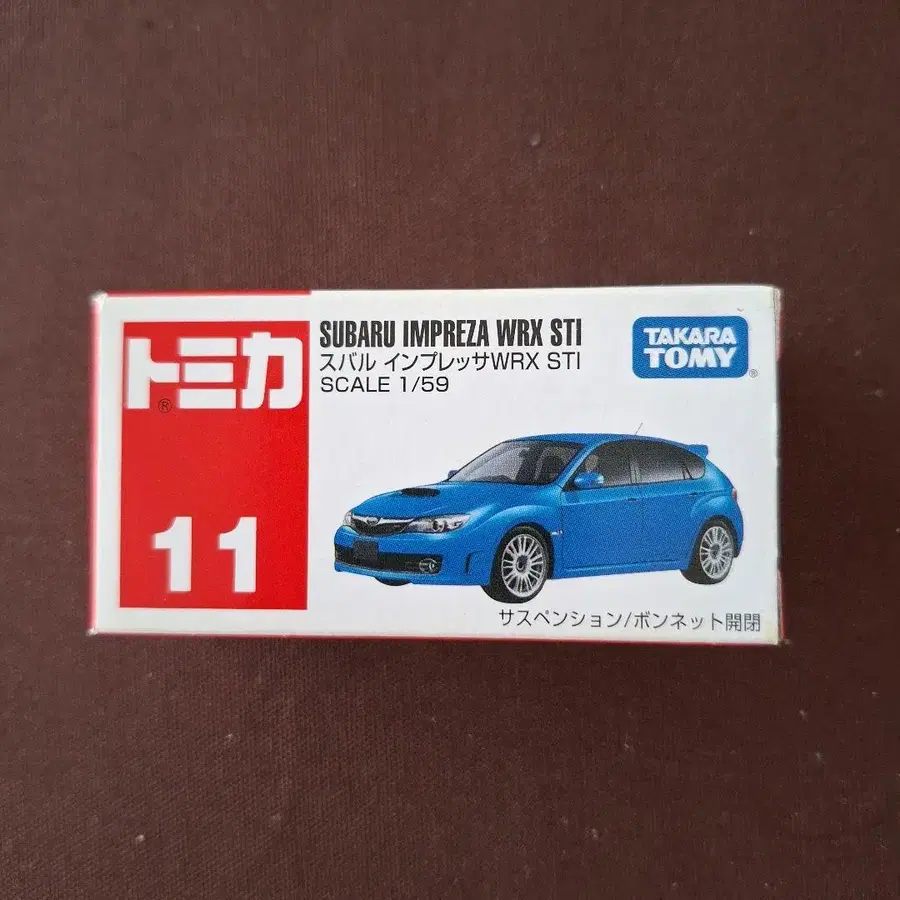 トミカ®
11
SUBARU IMPREZA WRX STI
スバル インプレッサWRX STI
SCALE 1/59
TAKARA
TOMY®
サスペンション/ボンネット開閉